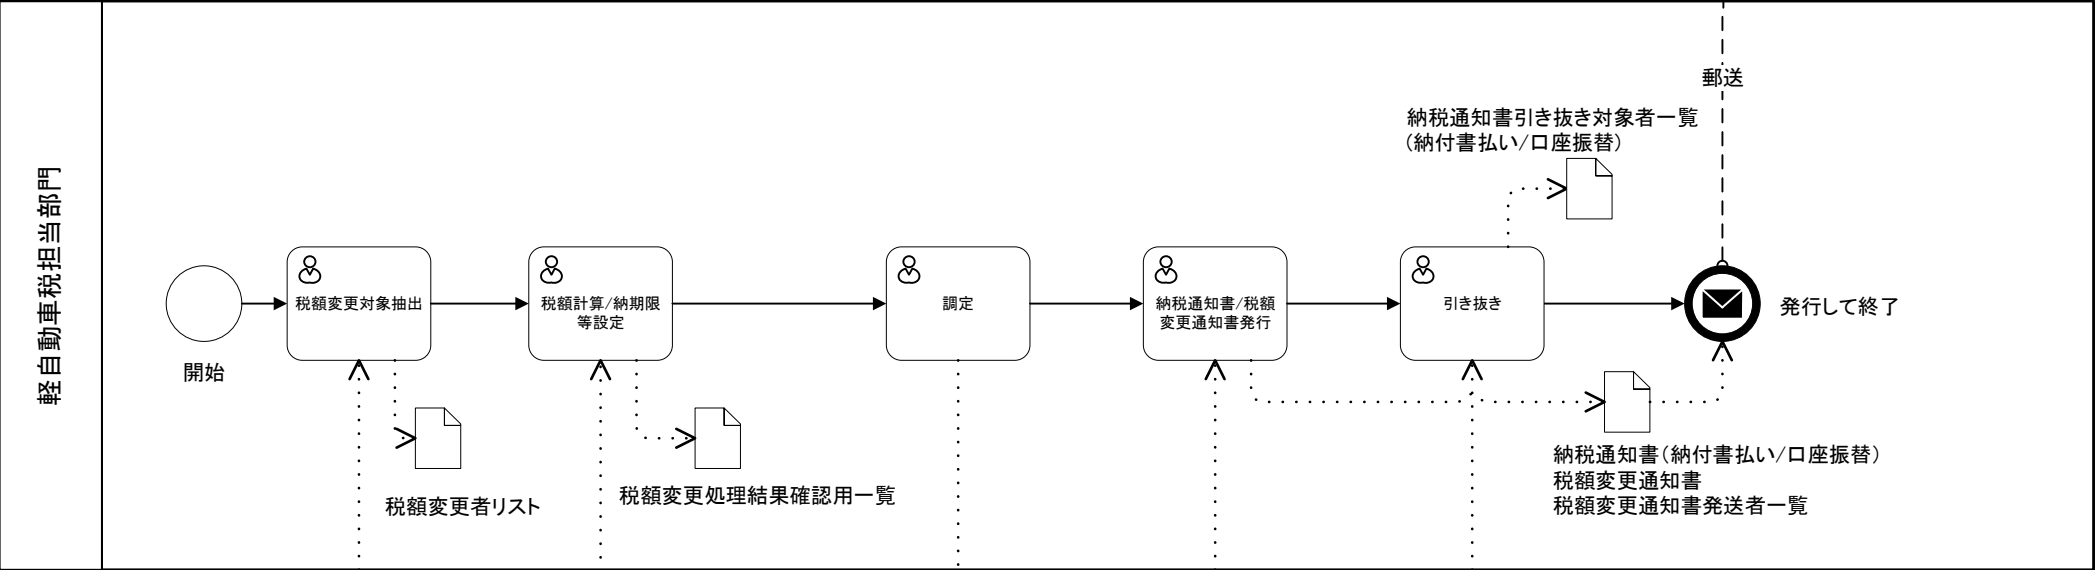 軽自動車税担当部門
郵送
納税通知書引き抜き対象者一覧
(納付書払い/口座振替)
税額変更対象抽出
税額計算/納期限
等設定
調定
納税通知書/税額
変更通知書発行
引き抜き
発行して終了
開始
税額変更者リスト
税額変更処理結果確認用一覧
納税通知書(納付書払い/口座振替)
税額変更通知書
税額変更通知書発送者一覧